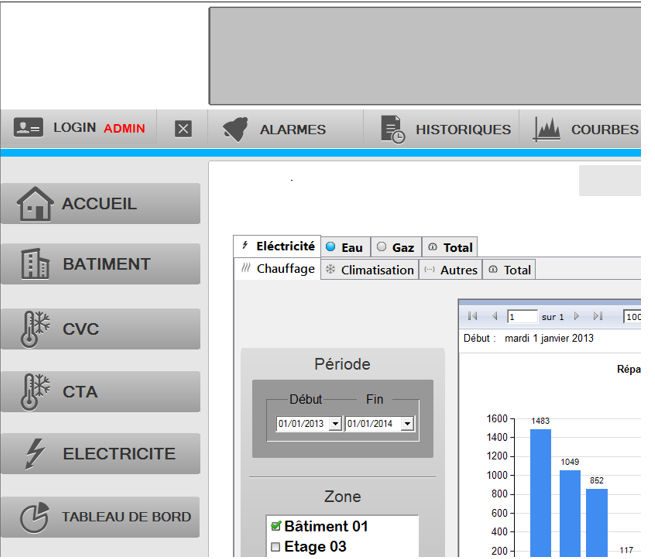 LOGIN ADMIN
ALARMES
HISTORIQUES
COURBES
ACCUEIL
BATIMENT
CVC
CTA
ELECTRICITE
TABLEAU DE BORD
Eléctricité Eau Gaz Total
Chauffage Climatisation Autres Total
1 sur 1 100
Début : mardi 1 janvier 2013
Répa
Période
Début Fin
01/01/2013 01/01/2014
Zone
Bâtiment 01
Etage 03
1600
1400
1200
1000
800
600
400
200
1483
1049
852
117